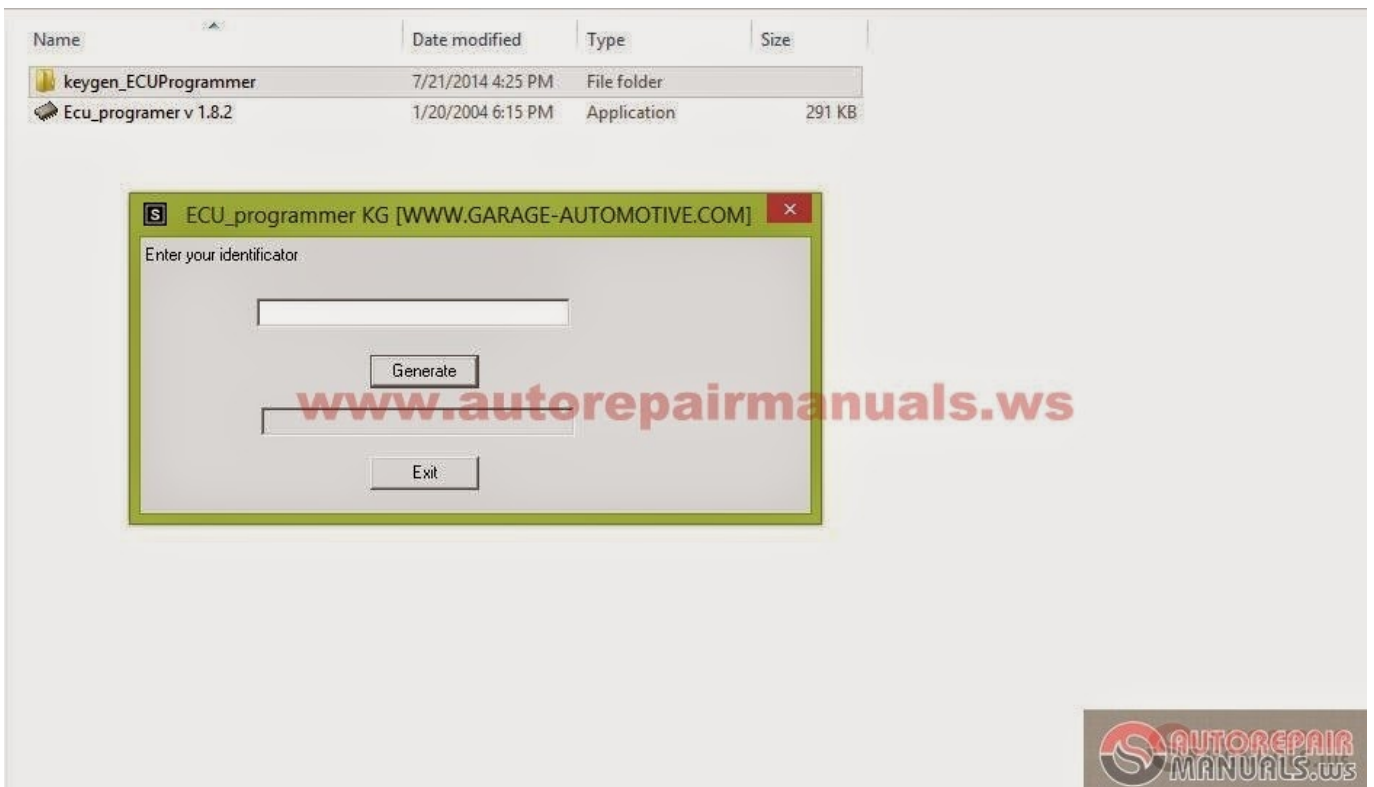 Name Date modified Type Size
keygen_ECUProgrammer 7/21/2014 4:25 PM File folder
Ecu_programer v 1.8.2 1/20/2004 6:15 PM Application 291 KB
S ECU_programmer KG [WWW.GARAGE-AUTOMOTIVE.COM]
Enter your identificator
Generate
www.autorepairmanuals.ws
Exit
AUTOREPAIR
MANUALS.ws